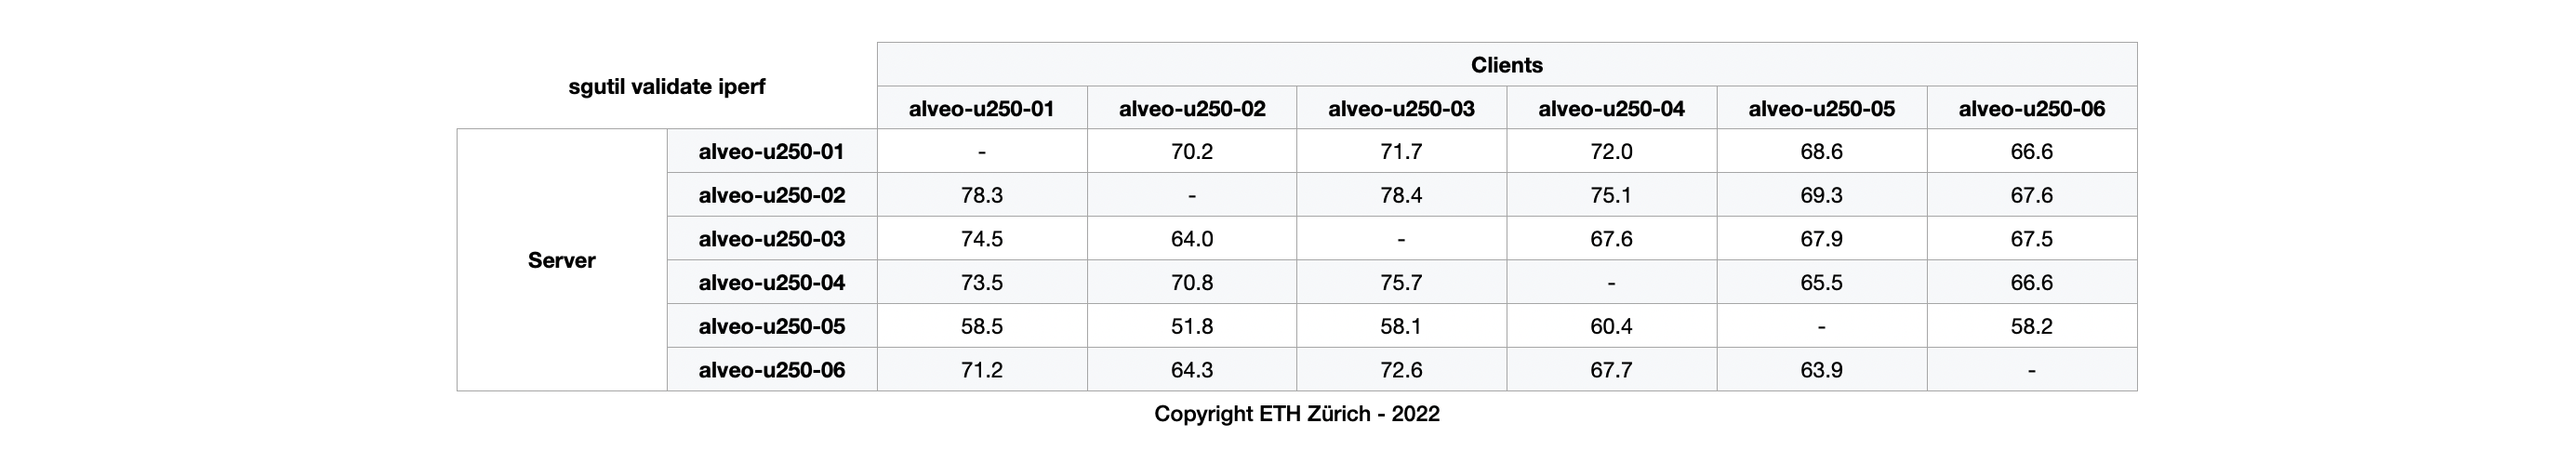 Clients
sgutil validate iperf
alveo-u250-01 alveo-u250-02 alveo-u250-03 alveo-u250-04 alveo-u250-05 alveo-u250-06
alveo-u250-01 - 70.2 71.7 72.0 68.6 66.6
alveo-u250-02 78.3 - 78.4 75.1 69.3 67.6
alveo-u250-03 74.5 64.0 - 67.6 67.9 67.5
Server
alveo-u250-04 73.5 70.8 75.7 - 65.5 66.6
alveo-u250-05 58.5 51.8 58.1 60.4 - 58.2
alveo-u250-06 71.2 64.3 72.6 67.7 63.9 -
Copyright ETH Zürich - 2022